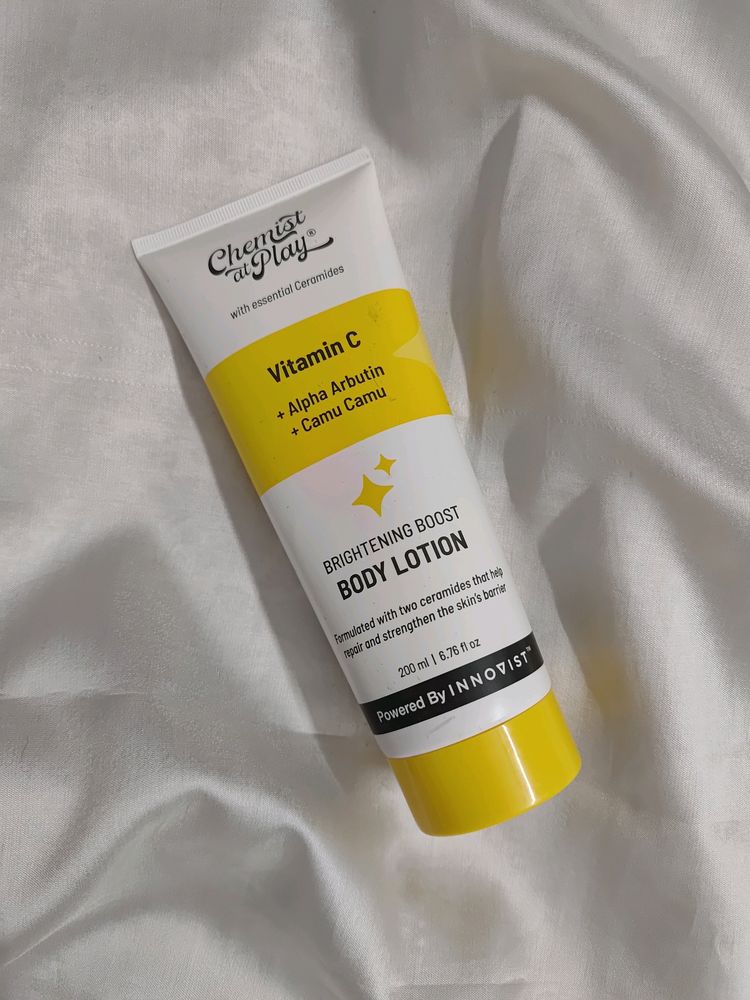 Chemist
at Play®
with essential Ceramides
Vitamin C
+ Alpha Arbutin
+ Camu Camu
BRIGHTENING BOOST
BODY LOTION
Formulated with two ceramides that help
repair and strengthen the skin's barrier
200 ml | 6.76 fl oz
Powered By INNOVIST™